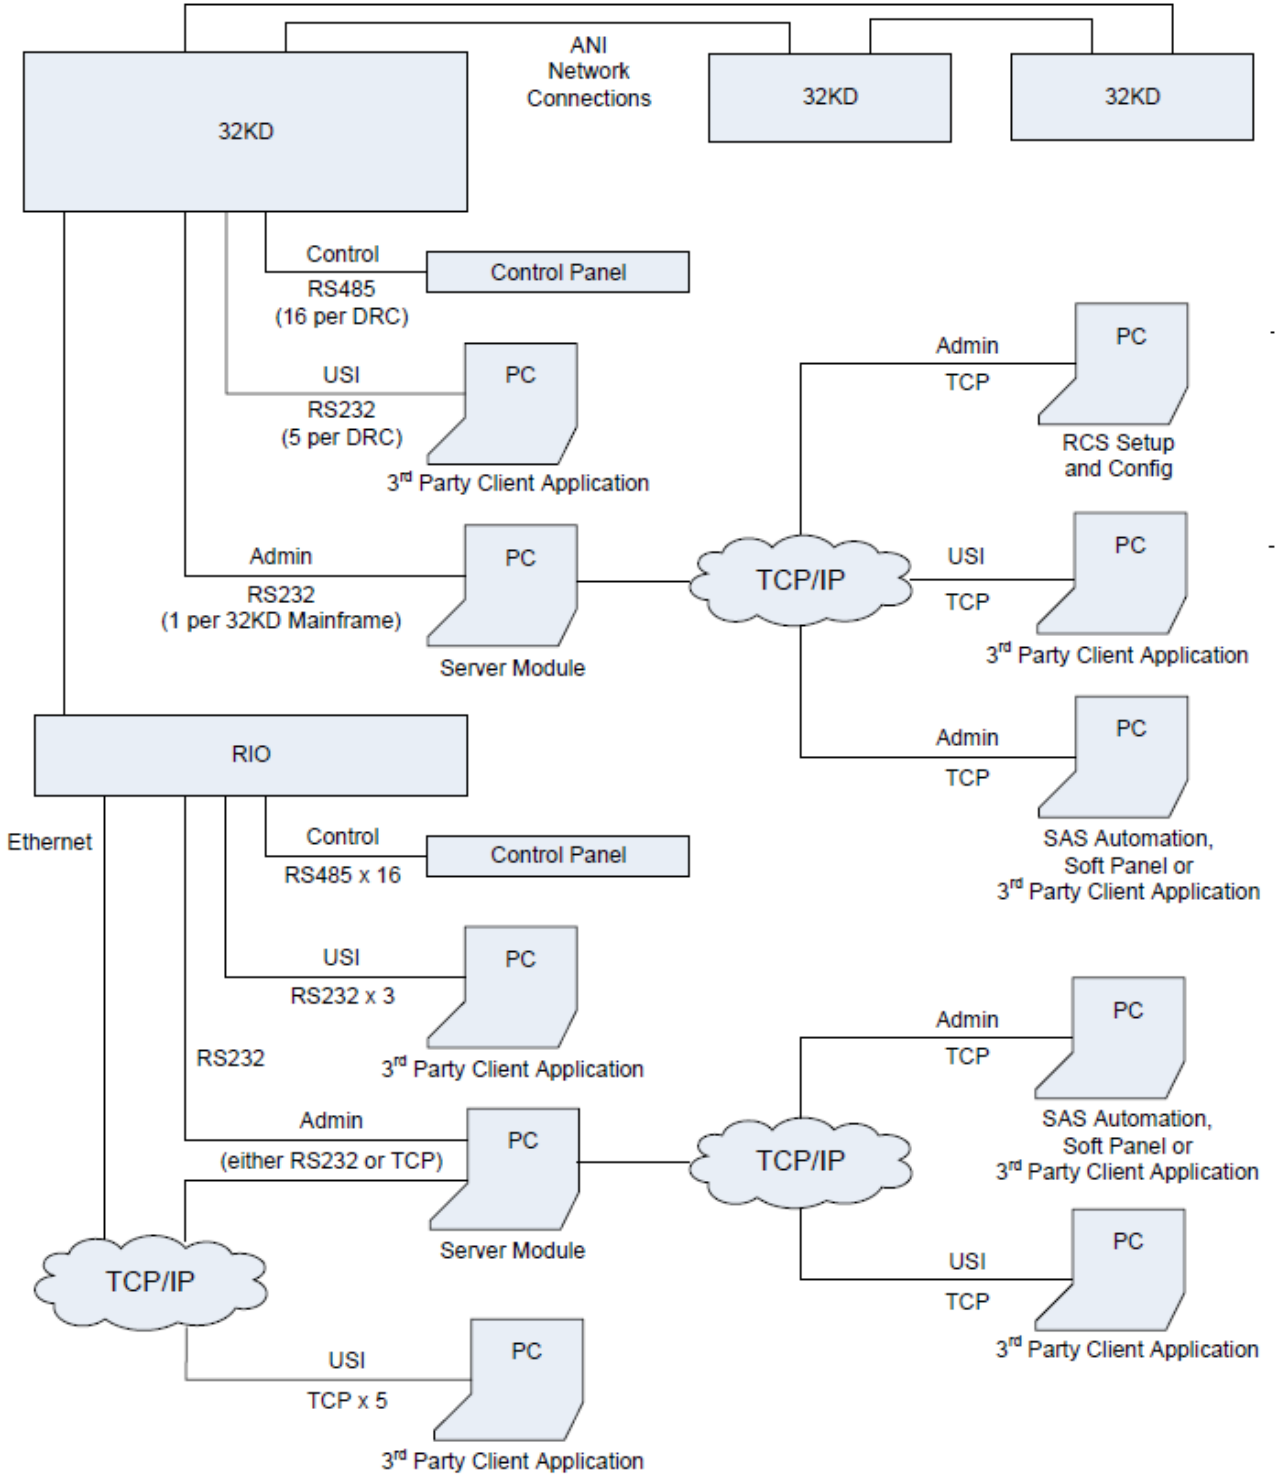 ANI
Network
Connections
32KD
32KD
32KD
Control
RS485
(16 per DRC)
Control Panel
USI
RS232
(5 per DRC)
PC
3rd Party Client Application
Admin
RS232
(1 per 32KD Mainframe)
PC
Server Module
TCP/IP
Admin
TCP
PC
RCS Setup
and Config
USI
TCP
PC
3rd Party Client Application
Admin
TCP
PC
SAS Automation,
Soft Panel or
3rd Party Client Application
RIO
Ethernet
Control
RS485 x 16
Control Panel
USI
RS232 x 3
PC
3rd Party Client Application
RS232
Admin
(either RS232 or TCP)
PC
Server Module
TCP/IP
Admin
TCP
PC
SAS Automation,
Soft Panel or
3rd Party Client Application
USI
TCP
PC
3rd Party Client Application
TCP/IP
USI
TCP x 5
PC
3rd Party Client Application